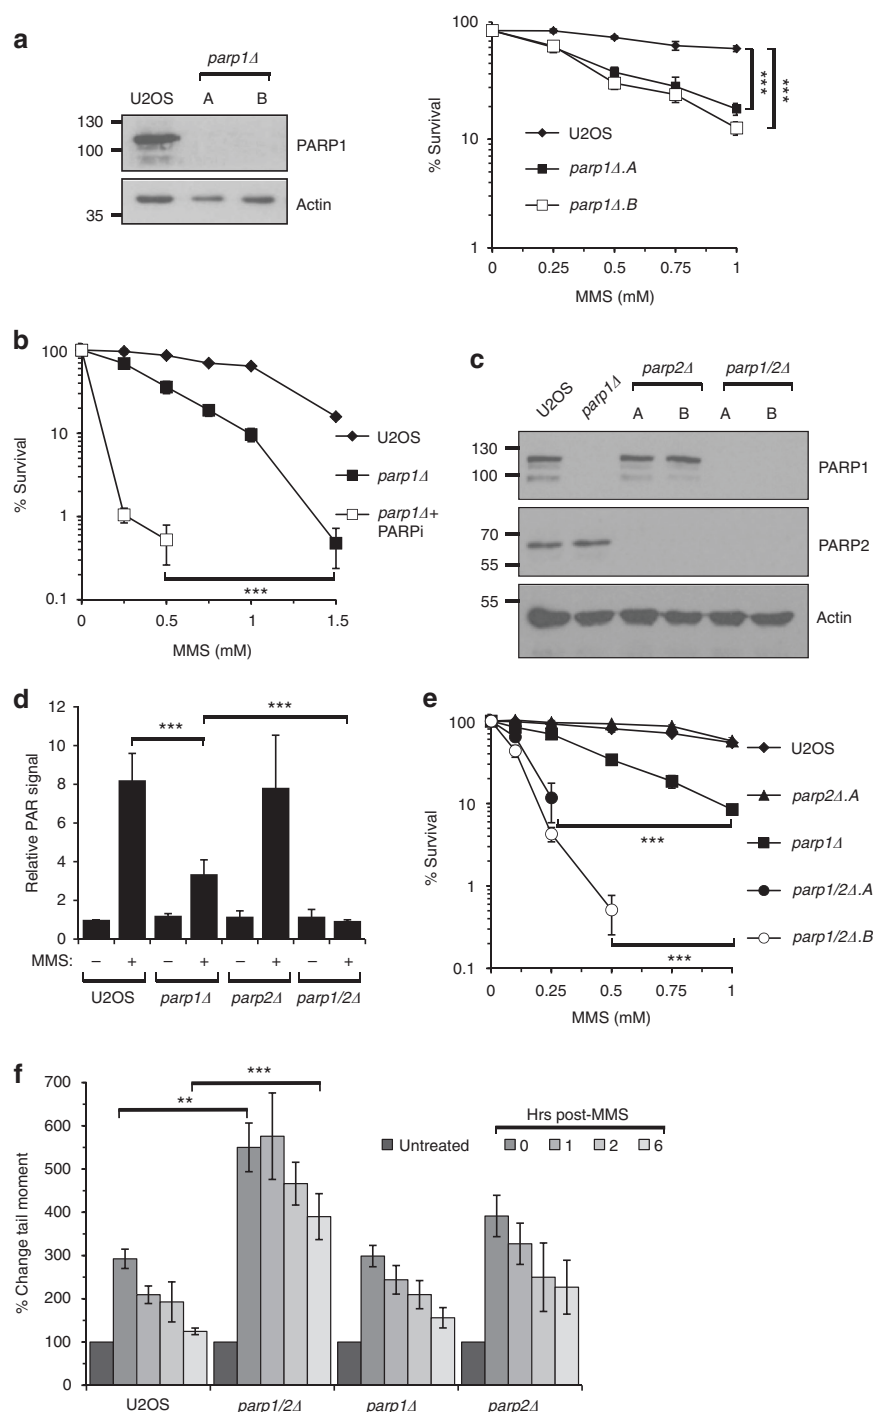 a
parp1Δ
U2OS A B
130
100
PARP1
35
Actin
100
10
1
% Survival
U2OS
parp1Δ.A
parp1Δ.B
***
***
0 0.25 0.5 0.75 1
MMS (mM)
b
100
10
1
0.1
% Survival
U2OS
parp1Δ
parp1Δ+
PARPi
***
0 0.5 1 1.5
MMS (mM)
c
U2OS parp1Δ parp2Δ parp1/2Δ
A B A B
130
100
PARP1
70
55
PARP2
55
Actin
d
12
10
8
6
4
2
0
Relative PAR signal
***
***
MMS: – + – + – + – +
U2OS parp1Δ parp2Δ parp1/2Δ
e
100
10
1
0.1
% Survival
U2OS
parp2Δ.A
parp1Δ
parp1/2Δ.A
parp1/2Δ.B
***
***
0 0.25 0.5 0.75 1
MMS (mM)
f
700
600
500
400
300
200
100
0
% Change tail moment
**
***
Hrs post-MMS
Untreated 0 1 2 6
U2OS parp1/2Δ parp1Δ parp2Δ